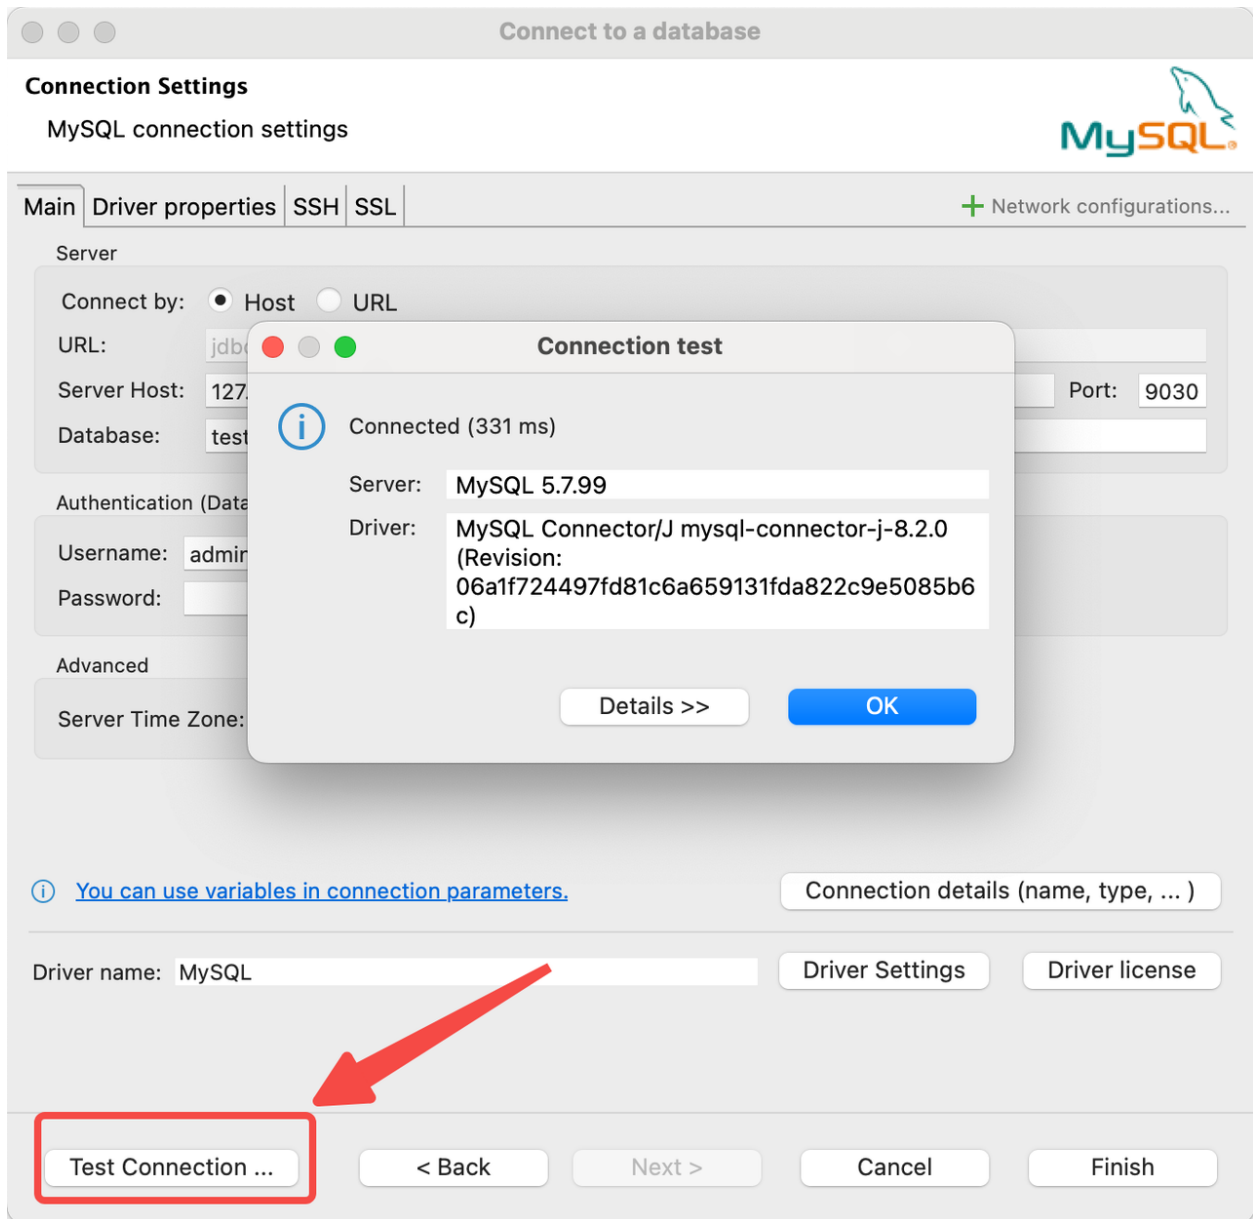 Connect to a database
Connection Settings
MySQL connection settings
MySQL
Main Driver properties SSH SSL Network configurations...
Server
Connect by: Host URL
URL:
Connection test
Server Host: 127. Port: 9030
Database: test
Connected (331 ms)
Server: MySQL 5.7.99
Driver: MySQL Connector/J mysql-connector-j-8.2.0
(Revision:
06a1f724497fd81c6a659131fda822c9e5085b6
c)
Authentication (Data
Username: admin
Password:
Advanced
Server Time Zone:
Details >> OK
You can use variables in connection parameters.
Connection details (name, type, ... )
Driver name: MySQL Driver Settings Driver license
Test Connection ... < Back Next > Cancel Finish